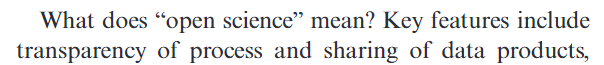 What does “open science” mean? Key features include
transparency of process and sharing of data products,